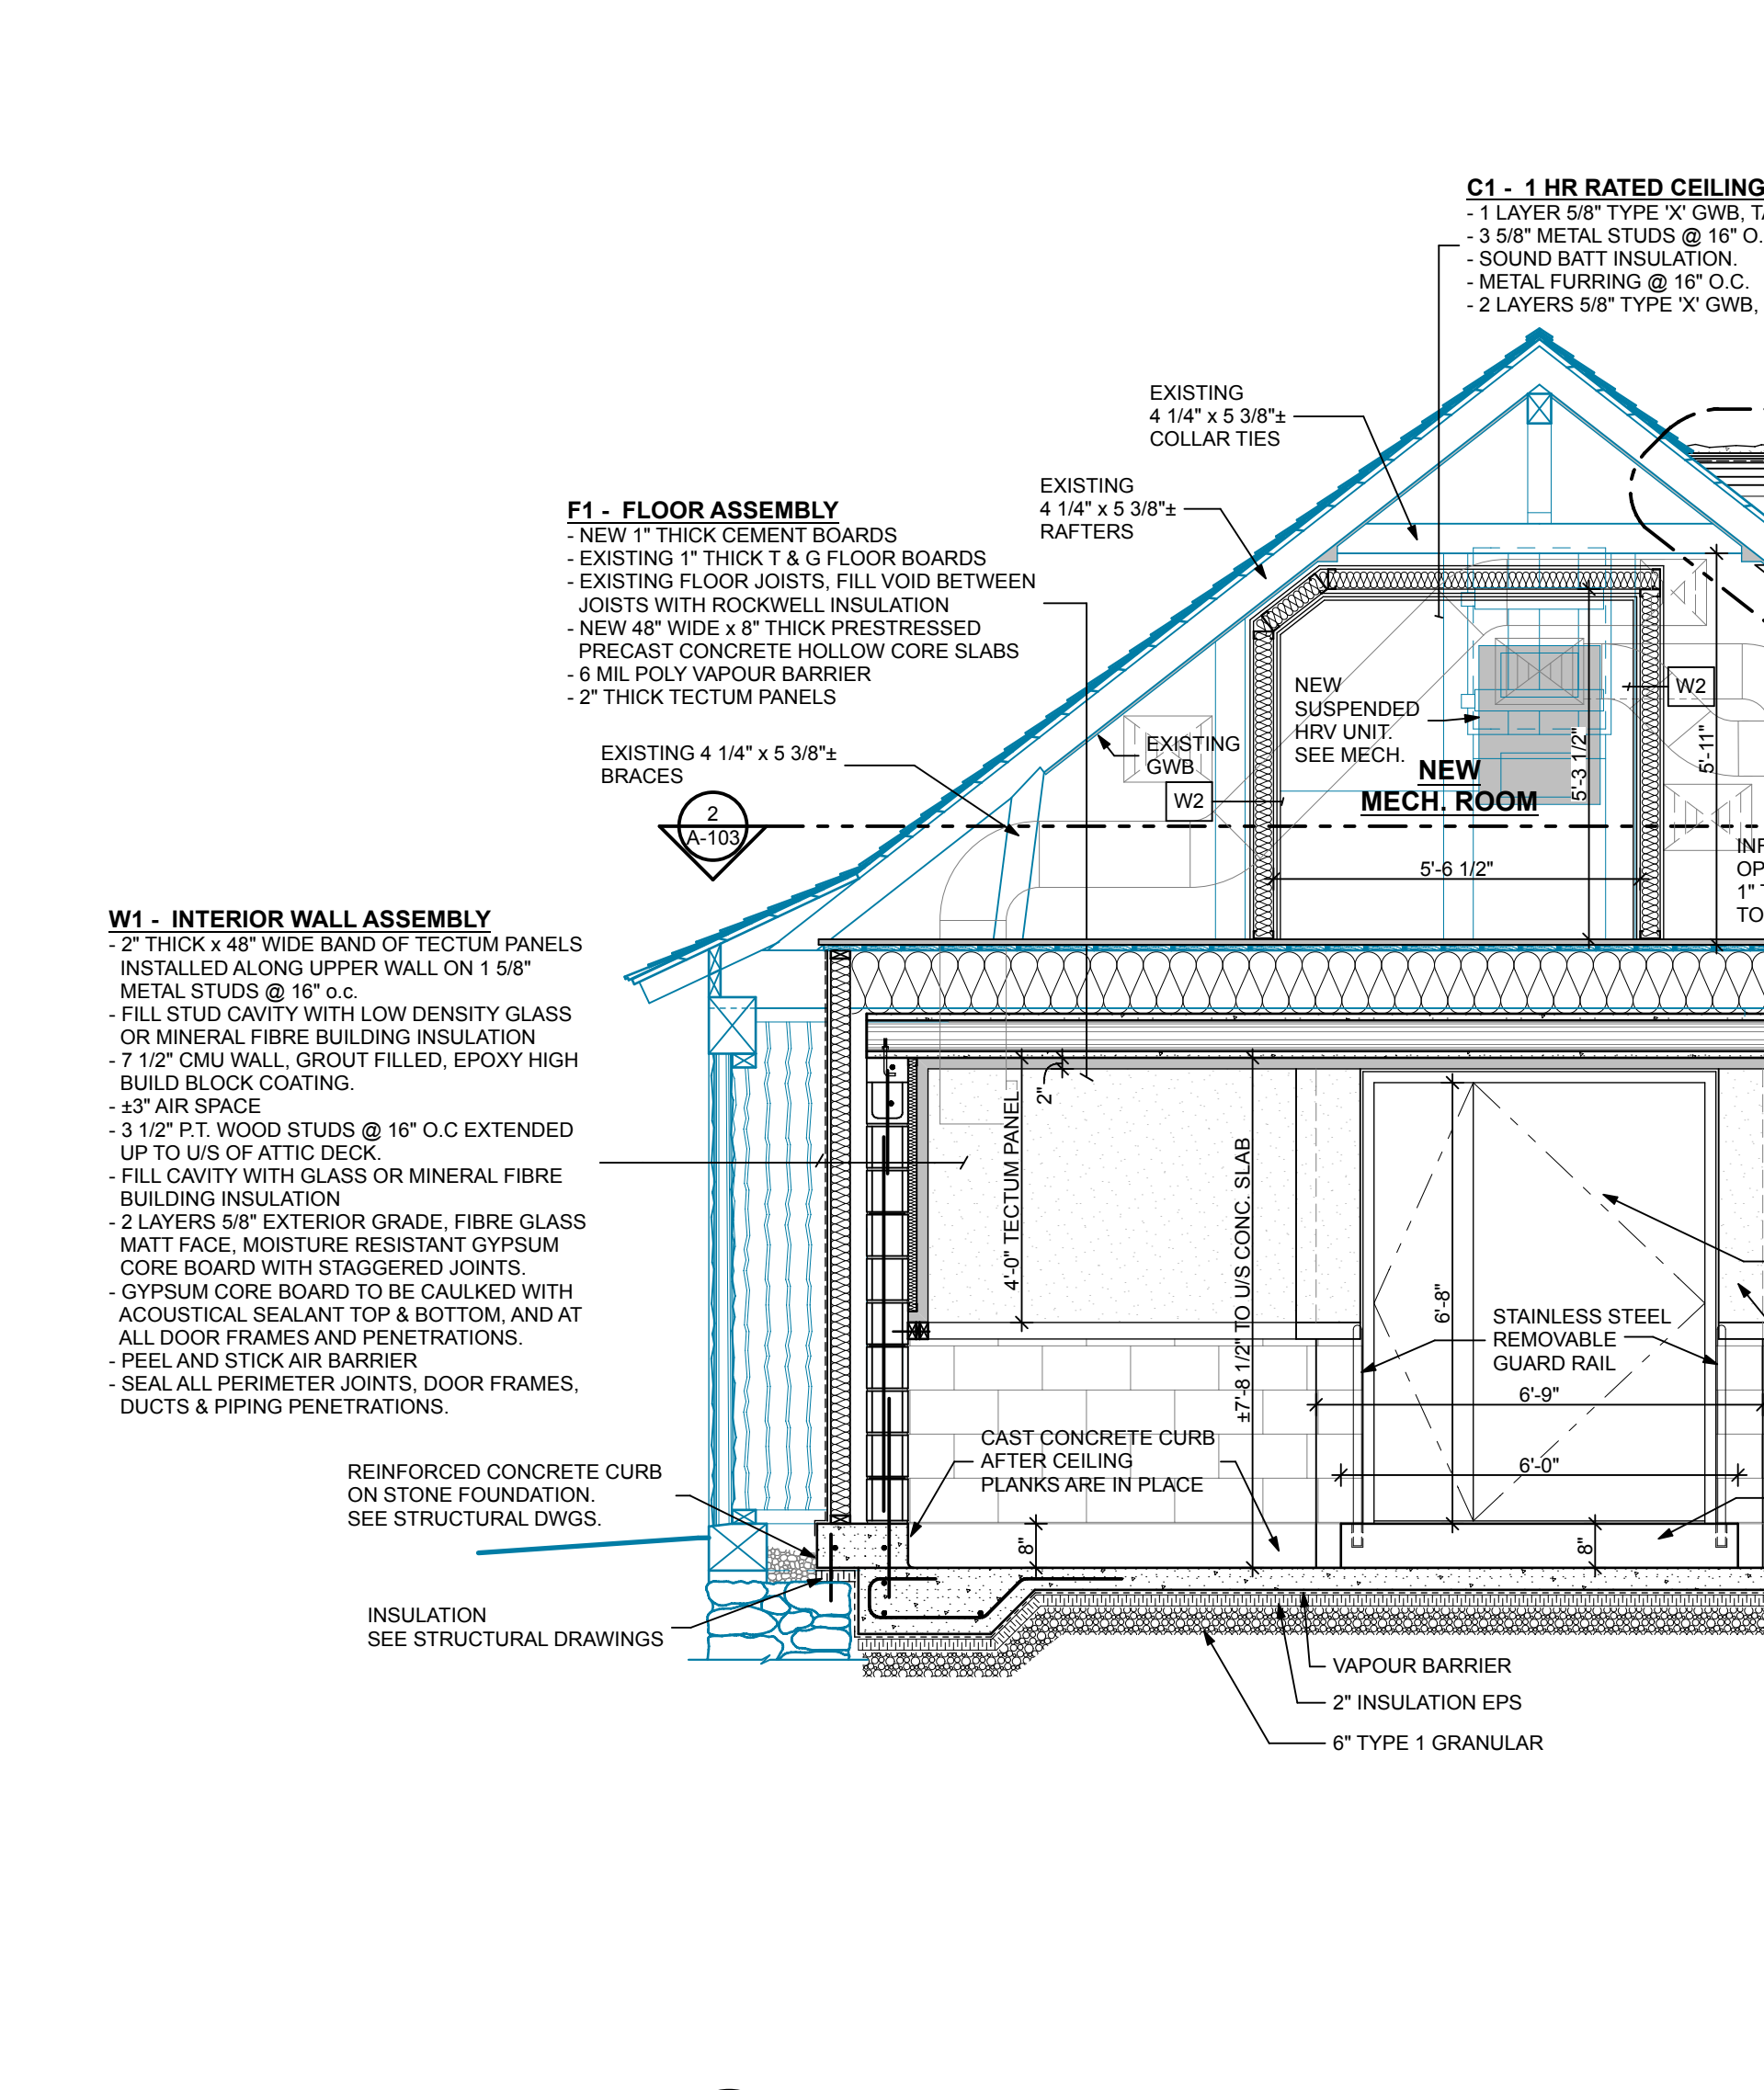 C1 - 1 HR RATED CEILING
- 1 LAYER 5/8" TYPE 'X' GWB,
- 3 5/8" METAL STUDS @ 16"
- SOUND BATT INSULATION.
- METAL FURRING @ 16" O.C.
- 2 LAYERS 5/8" TYPE 'X' GWB,
EXISTING
4 1/4" x 5 3/8"±
COLLAR TIES
EXISTING
4 1/4" x 5 3/8"±
RAFTERS
F1 - FLOOR ASSEMBLY
- NEW 1" THICK CEMENT BOARDS
- EXISTING 1" THICK T & G FLOOR BOARDS
- EXISTING FLOOR JOISTS, FILL VOID BETWEEN
JOISTS WITH ROCKWELL INSULATION
- NEW 48" WIDE x 8" THICK PRESTRESSED
PRECAST CONCRETE HOLLOW CORE SLABS
- 6 MIL POLY VAPOUR BARRIER
- 2" THICK TECTUM PANELS
EXISTING 4 1/4" x 5 3/8"±
BRACES
2
A-103
EXISTING
GWB
W2
NEW
SUSPENDED
HRV UNIT.
SEE MECH.
W2
NEW
MECH. ROOM
5'-3 1/2"
5'-11"
5'-6 1/2"
1"
TO
W1 - INTERIOR WALL ASSEMBLY
- 2" THICK x 48" WIDE BAND OF TECTUM PANELS
INSTALLED ALONG UPPER WALL ON 1 5/8"
METAL STUDS @ 16" o.c.
- FILL STUD CAVITY WITH LOW DENSITY GLASS
OR MINERAL FIBRE BUILDING INSULATION
- 7 1/2" CMU WALL, GROUT FILLED, EPOXY HIGH
BUILD BLOCK COATING.
- ±3" AIR SPACE
- 3 1/2" P.T. WOOD STUDS @ 16" O.C EXTENDED
UP TO U/S OF ATTIC DECK.
- FILL CAVITY WITH GLASS OR MINERAL FIBRE
BUILDING INSULATION
- 2 LAYERS 5/8" EXTERIOR GRADE, FIBRE GLASS
MATT FACE, MOISTURE RESISTANT GYPSUM
CORE BOARD WITH STAGGERED JOINTS.
- GYPSUM CORE BOARD TO BE CAULKED WITH
ACOUSTICAL SEALANT TOP & BOTTOM, AND AT
ALL DOOR FRAMES AND PENETRATIONS.
- PEEL AND STICK AIR BARRIER
- SEAL ALL PERIMETER JOINTS, DOOR FRAMES,
DUCTS & PIPING PENETRATIONS.
4'-0" TECTUM PANEL
2"
±7'-8 1/2" TO U/S CONC. SLAB
6'-8"
STAINLESS STEEL
REMOVABLE
GUARD RAIL
6'-9"
6'-0"
CAST CONCRETE CURB
AFTER CEILING
PLANKS ARE IN PLACE
8"
8"
REINFORCED CONCRETE CURB
ON STONE FOUNDATION.
SEE STRUCTURAL DWGS.
INSULATION
SEE STRUCTURAL DRAWINGS
VAPOUR BARRIER
2" INSULATION EPS
6" TYPE 1 GRANULAR